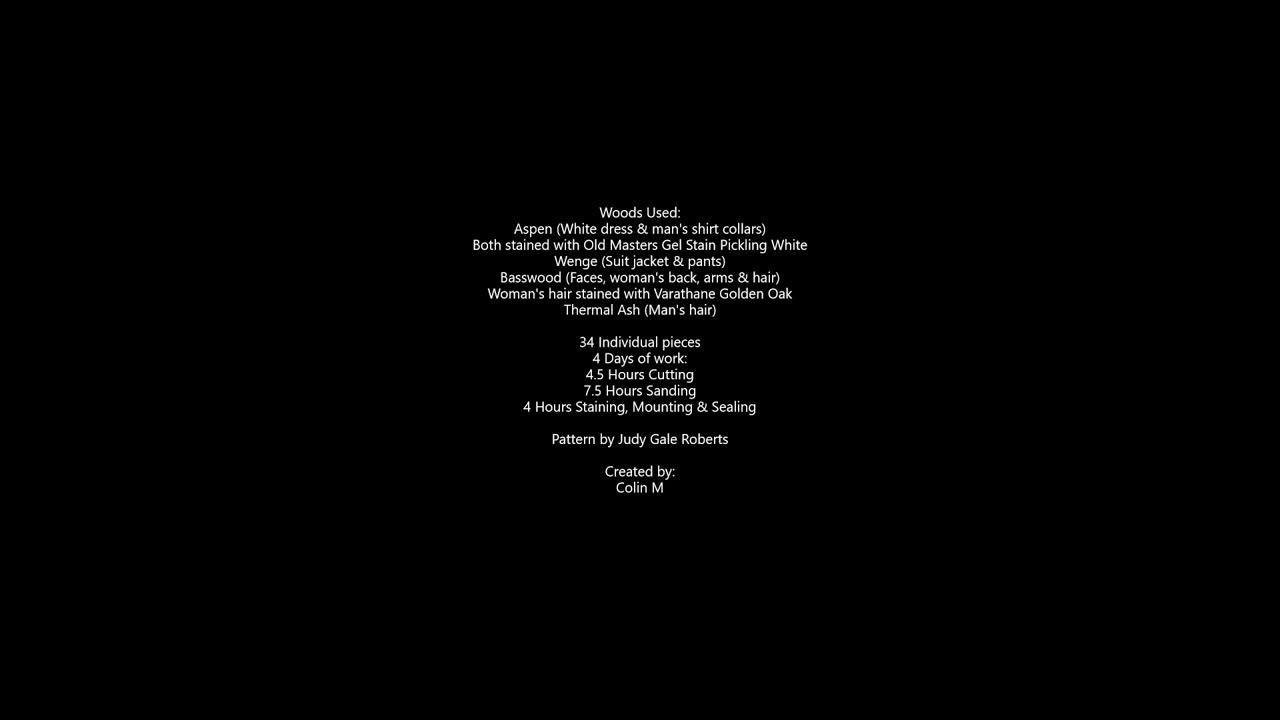 Woods Used:
Aspen (White dress & man's shirt collars)
Both stained with Old Masters Gel Stain Pickling White
Wenge (Suit jacket & pants)
Basswood (Faces, woman's back, arms & hair)
Woman's hair stained with Varathane Golden Oak
Thermal Ash (Man's hair)
34 Individual pieces
4 Days of work:
4.5 Hours Cutting
7.5 Hours Sanding
4 Hours Staining, Mounting & Sealing
Pattern by Judy Gale Roberts
Created by:
Colin M